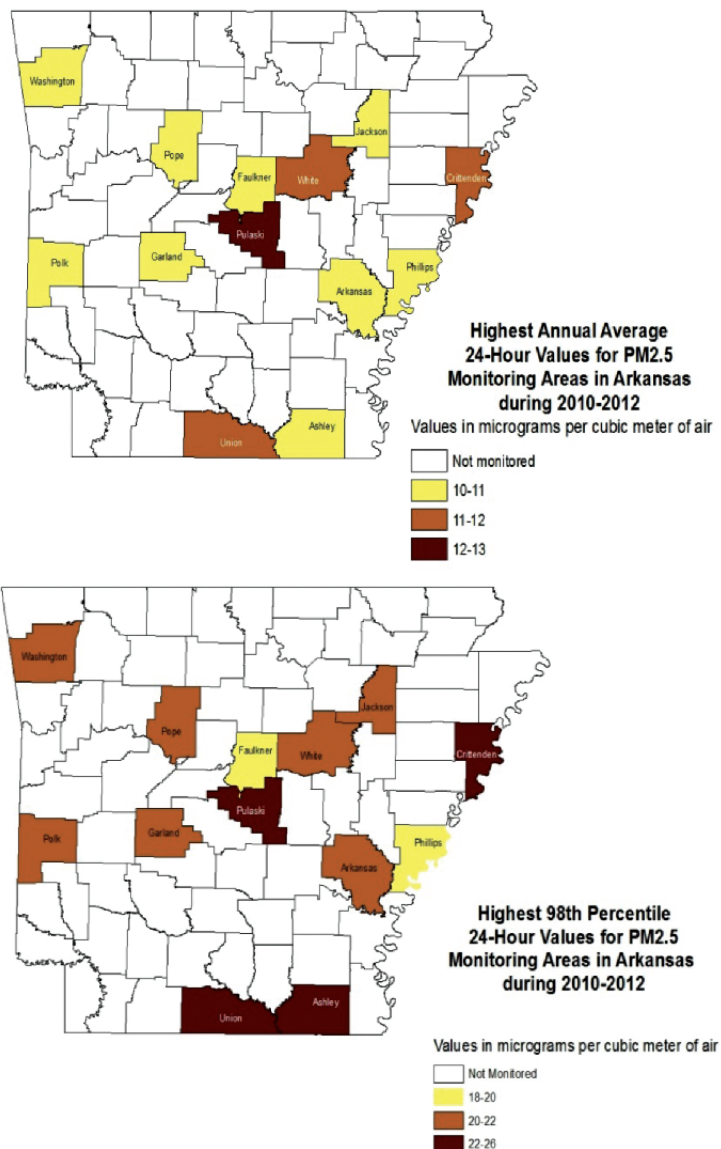 Washington
Jackson
Pope
Faulkner
White
Crittenden
Pulaski
Polk
Garland
Phillips
Arkansas
Ashley
Union
Highest Annual Average
24-Hour Values for PM2.5
Monitoring Areas in Arkansas
during 2010-2012
Values in micrograms per cubic meter of air
Not monitored
10-11
11-12
12-13
Washington
Jackson
Pope
Faulkner
White
Crittenden
Pulaski
Polk
Garland
Phillips
Arkansas
Ashley
Union
Highest 98th Percentile
24-Hour Values for PM2.5
Monitoring Areas in Arkansas
during 2010-2012
Values in micrograms per cubic meter of air
Not Monitored
18-20
20-22
22-26